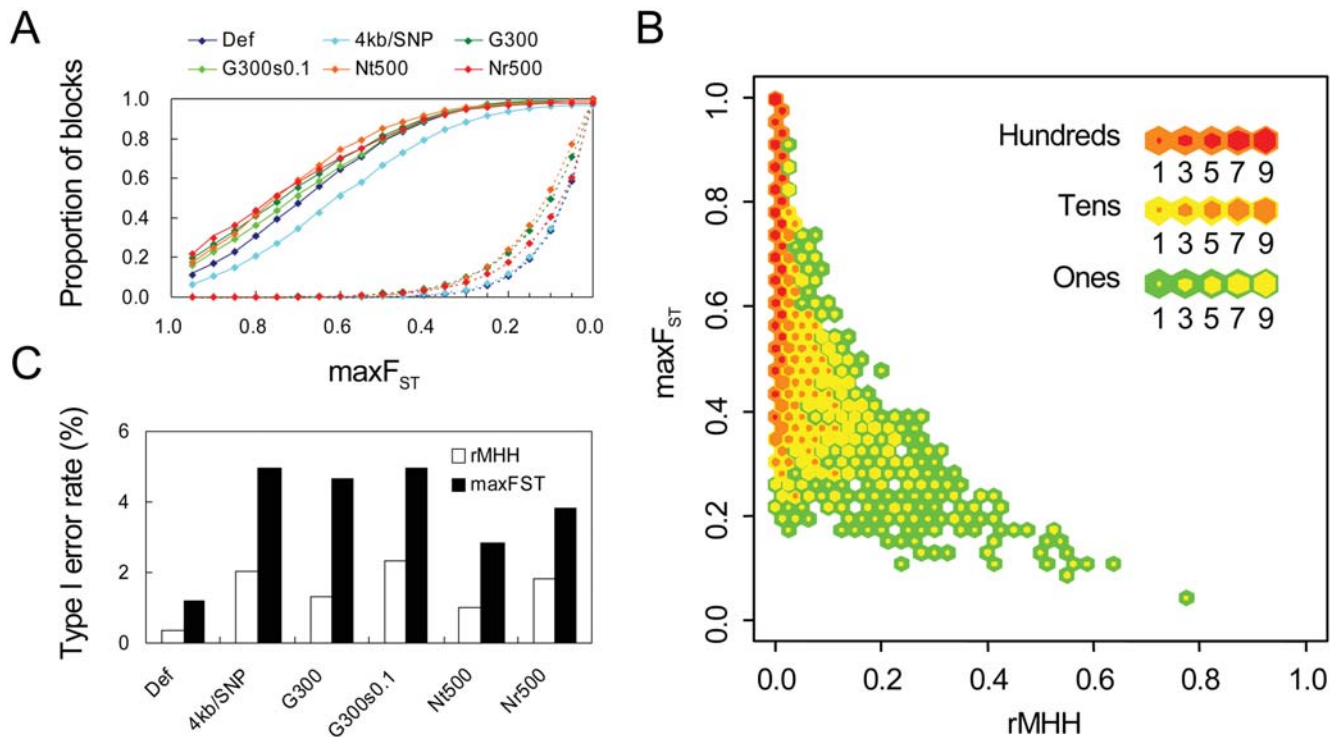 A
Def 4kb/SNP G300
G300s0.1 Nt500 Nr500
Proportion of blocks
1.0
0.8
0.6
0.4
0.2
0.0
1.0 0.8 0.6 0.4 0.2 0.0
maxFST
B
Hundreds
1 3 5 7 9
Tens
1 3 5 7 9
Ones
1 3 5 7 9
maxFST
1.0
0.8
0.6
0.4
0.2
0.0
0.0 0.2 0.4 0.6 0.8 1.0
rMHH
C
Type I error rate (%)
6
4
2
0
rMHH
maxFST
Def 4kb/SNP G300 G300s0.1 Nt500 Nr500